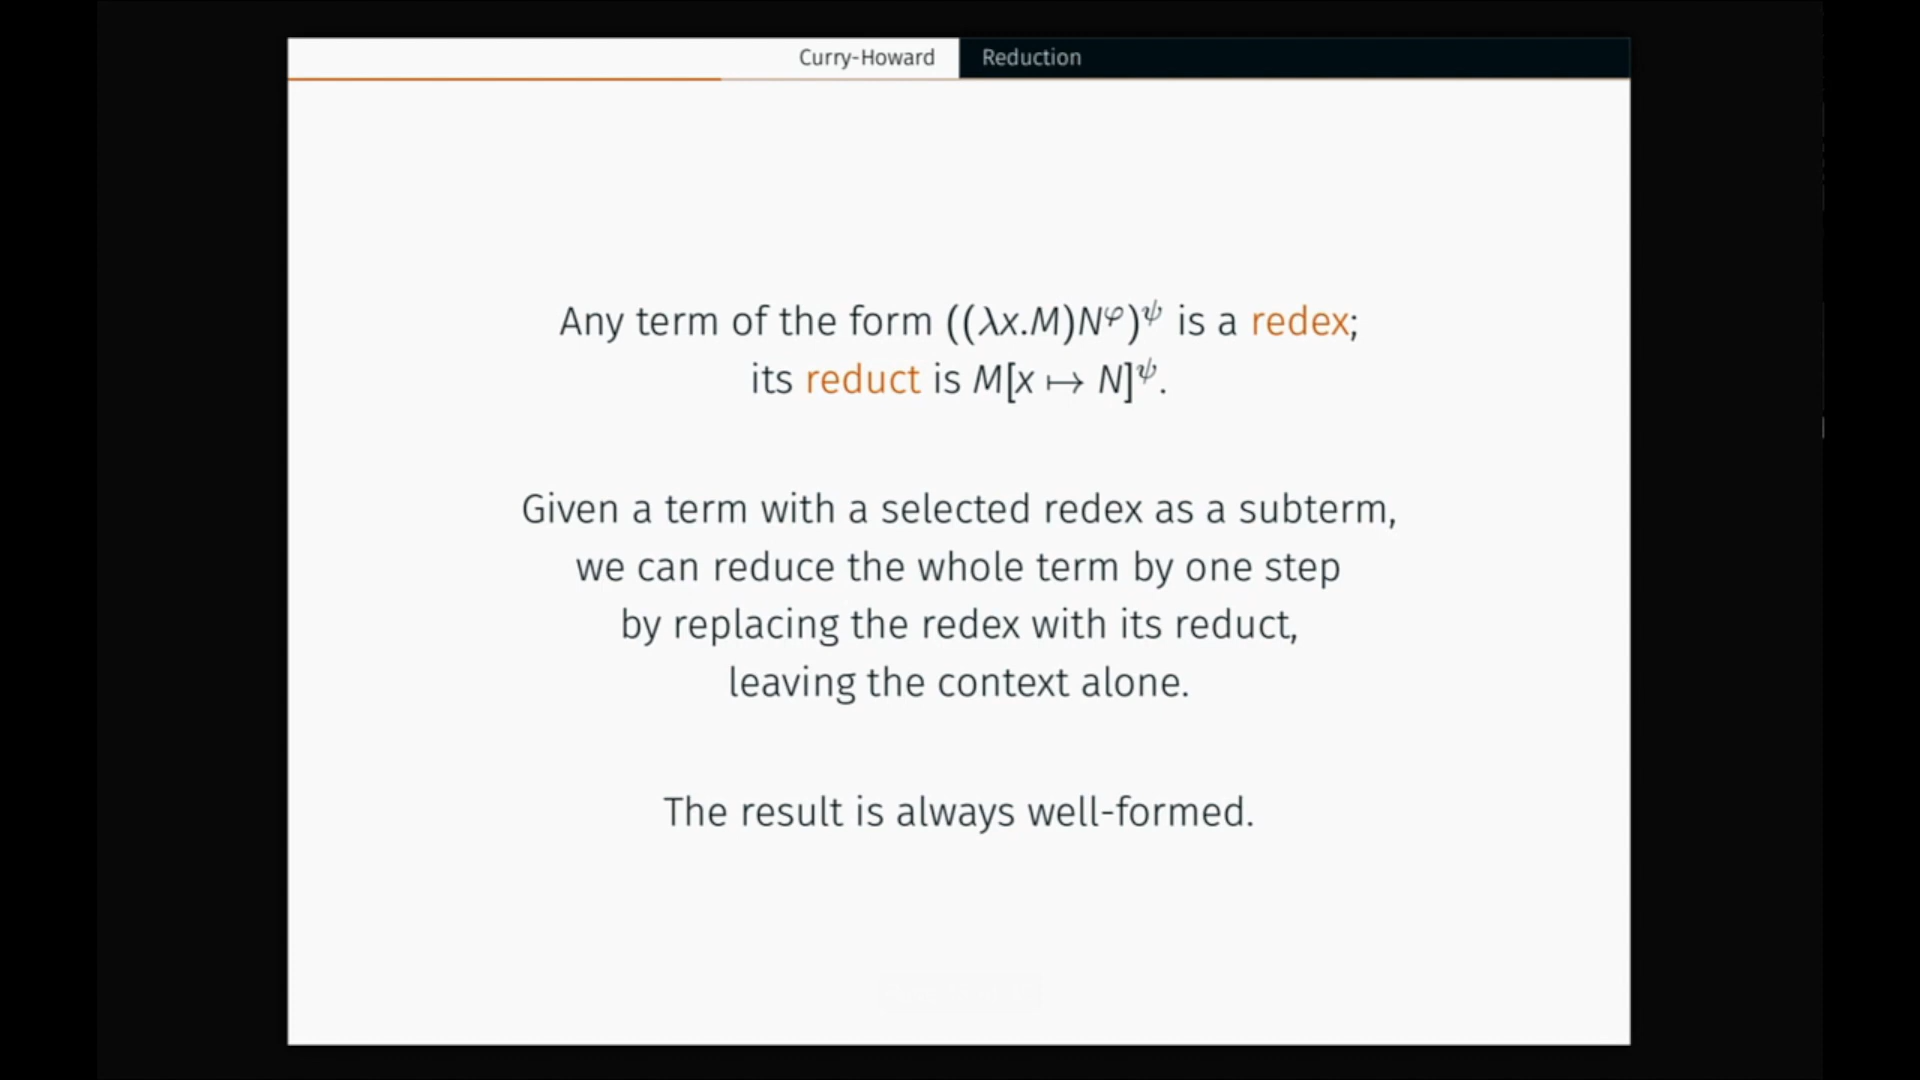 Curry-Howard Reduction
Any term of the form ((λx.M)Nᵠ)ᵠ is a redex;
its reduct is M[x ↦ N]ᵠ.
Given a term with a selected redex as a subterm,
we can reduce the whole term by one step
by replacing the redex with its reduct,
leaving the context alone.
The result is always well-formed.